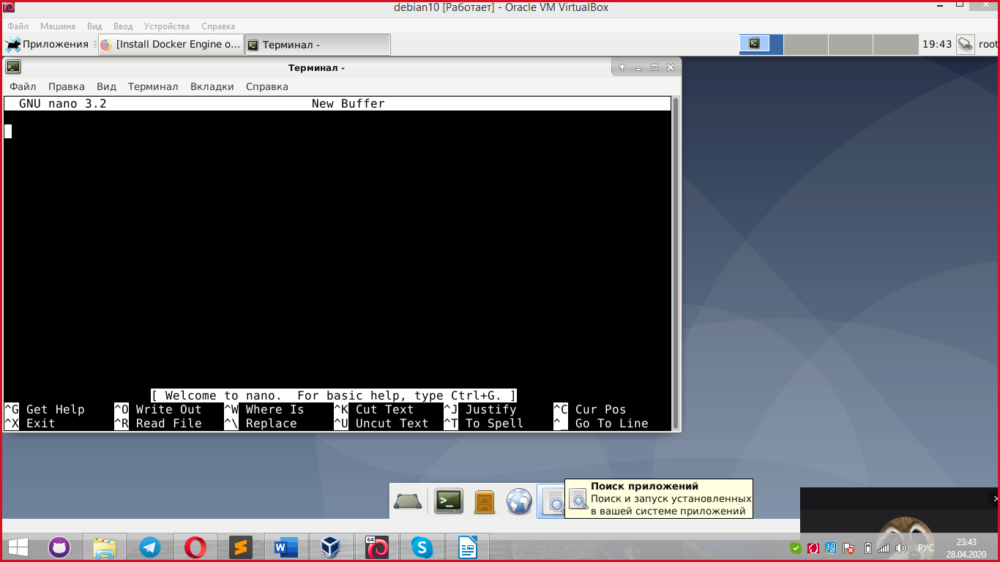 debian10 [Работает] - Oracle VM VirtualBox
Файл Машина Вид Ввод Устройства Справка
Приложения [Install Docker Engine o... Терминал - 19:43 root
Терминал -
Файл Правка Вид Терминал Вкладки Справка
GNU nano 3.2 New Buffer
[ Welcome to nano.  For basic help, type Ctrl+G. ]
^G Get Help ^O Write Out ^W Where Is ^K Cut Text ^J Justify ^C Cur Pos
^X Exit ^R Read File ^\ Replace ^U Uncut Text ^T To Spell ^_ Go To Line
Поиск приложений
Поиск и запуск установленных
в вашей системе приложений
64
РУС
23:43
28.04.2020